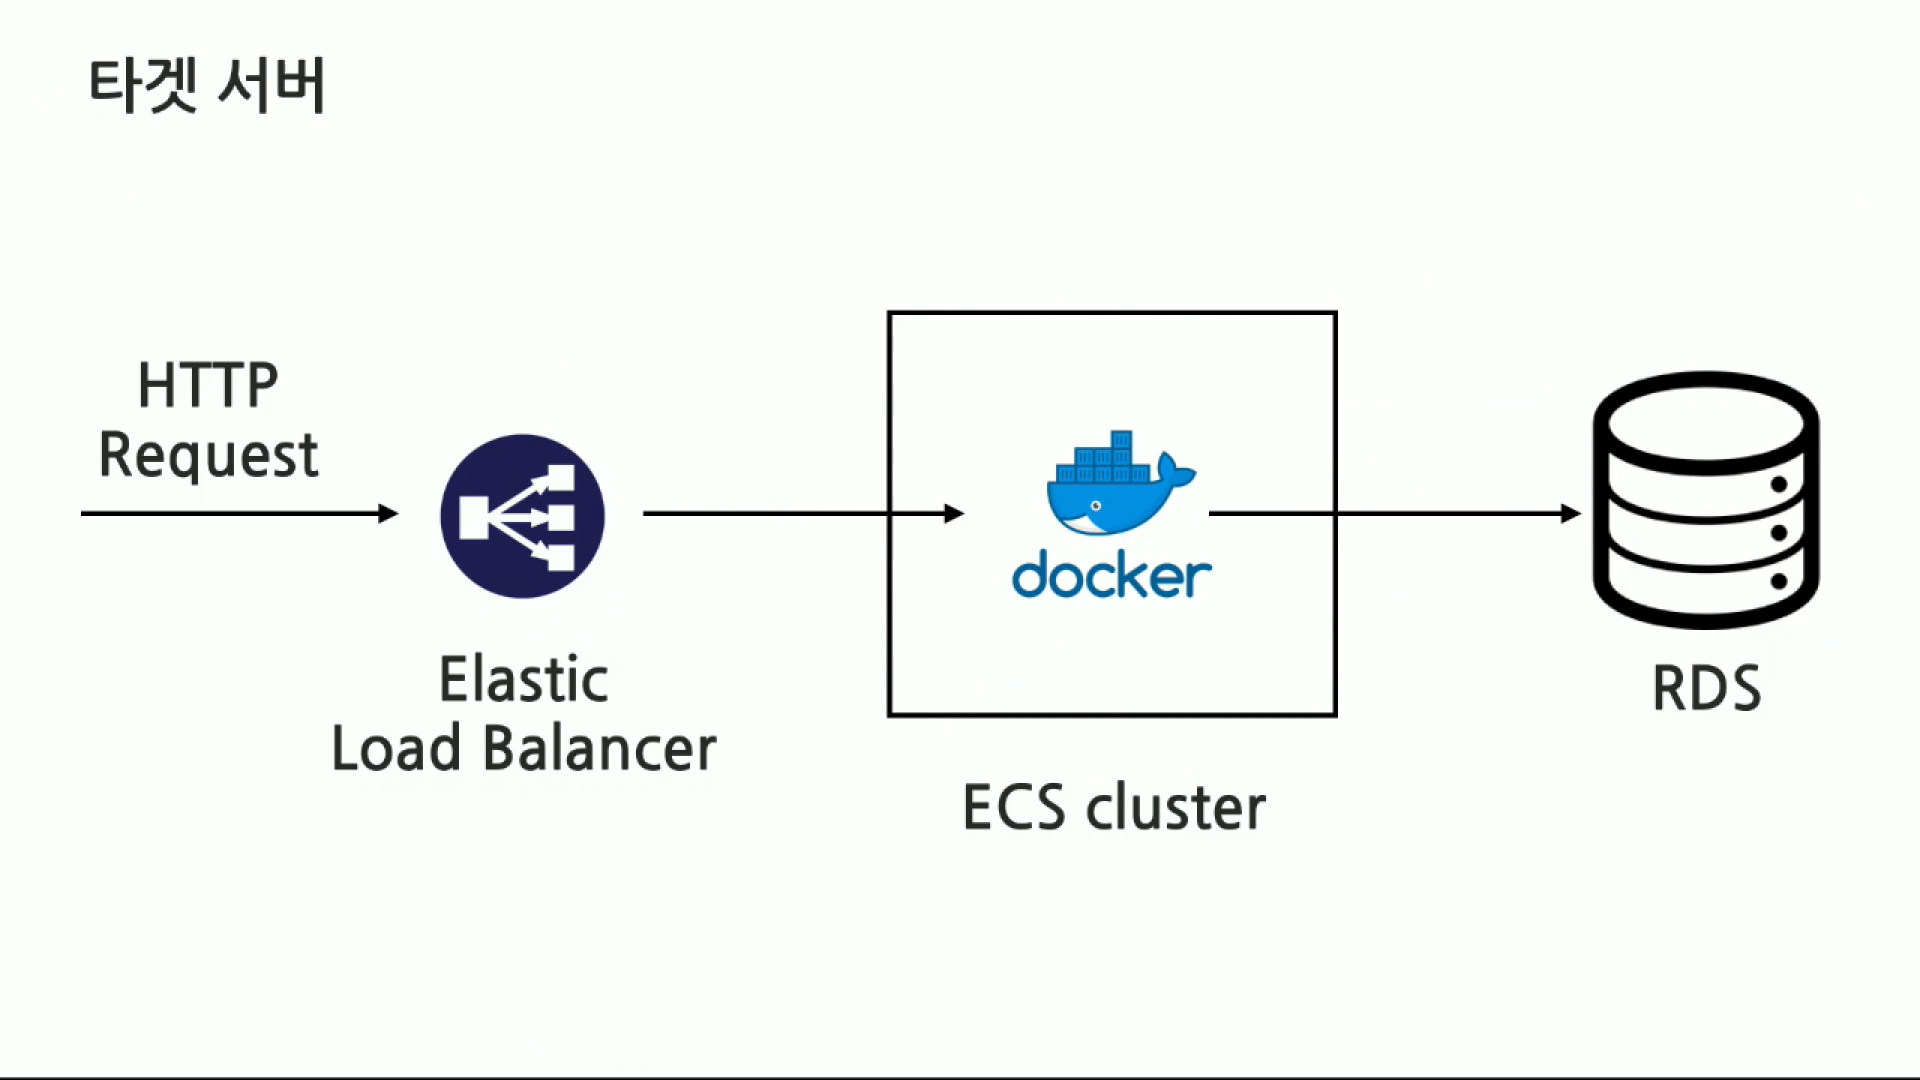 타겟 서버
HTTP
Request
Elastic
Load Balancer
docker
ECS cluster
RDS